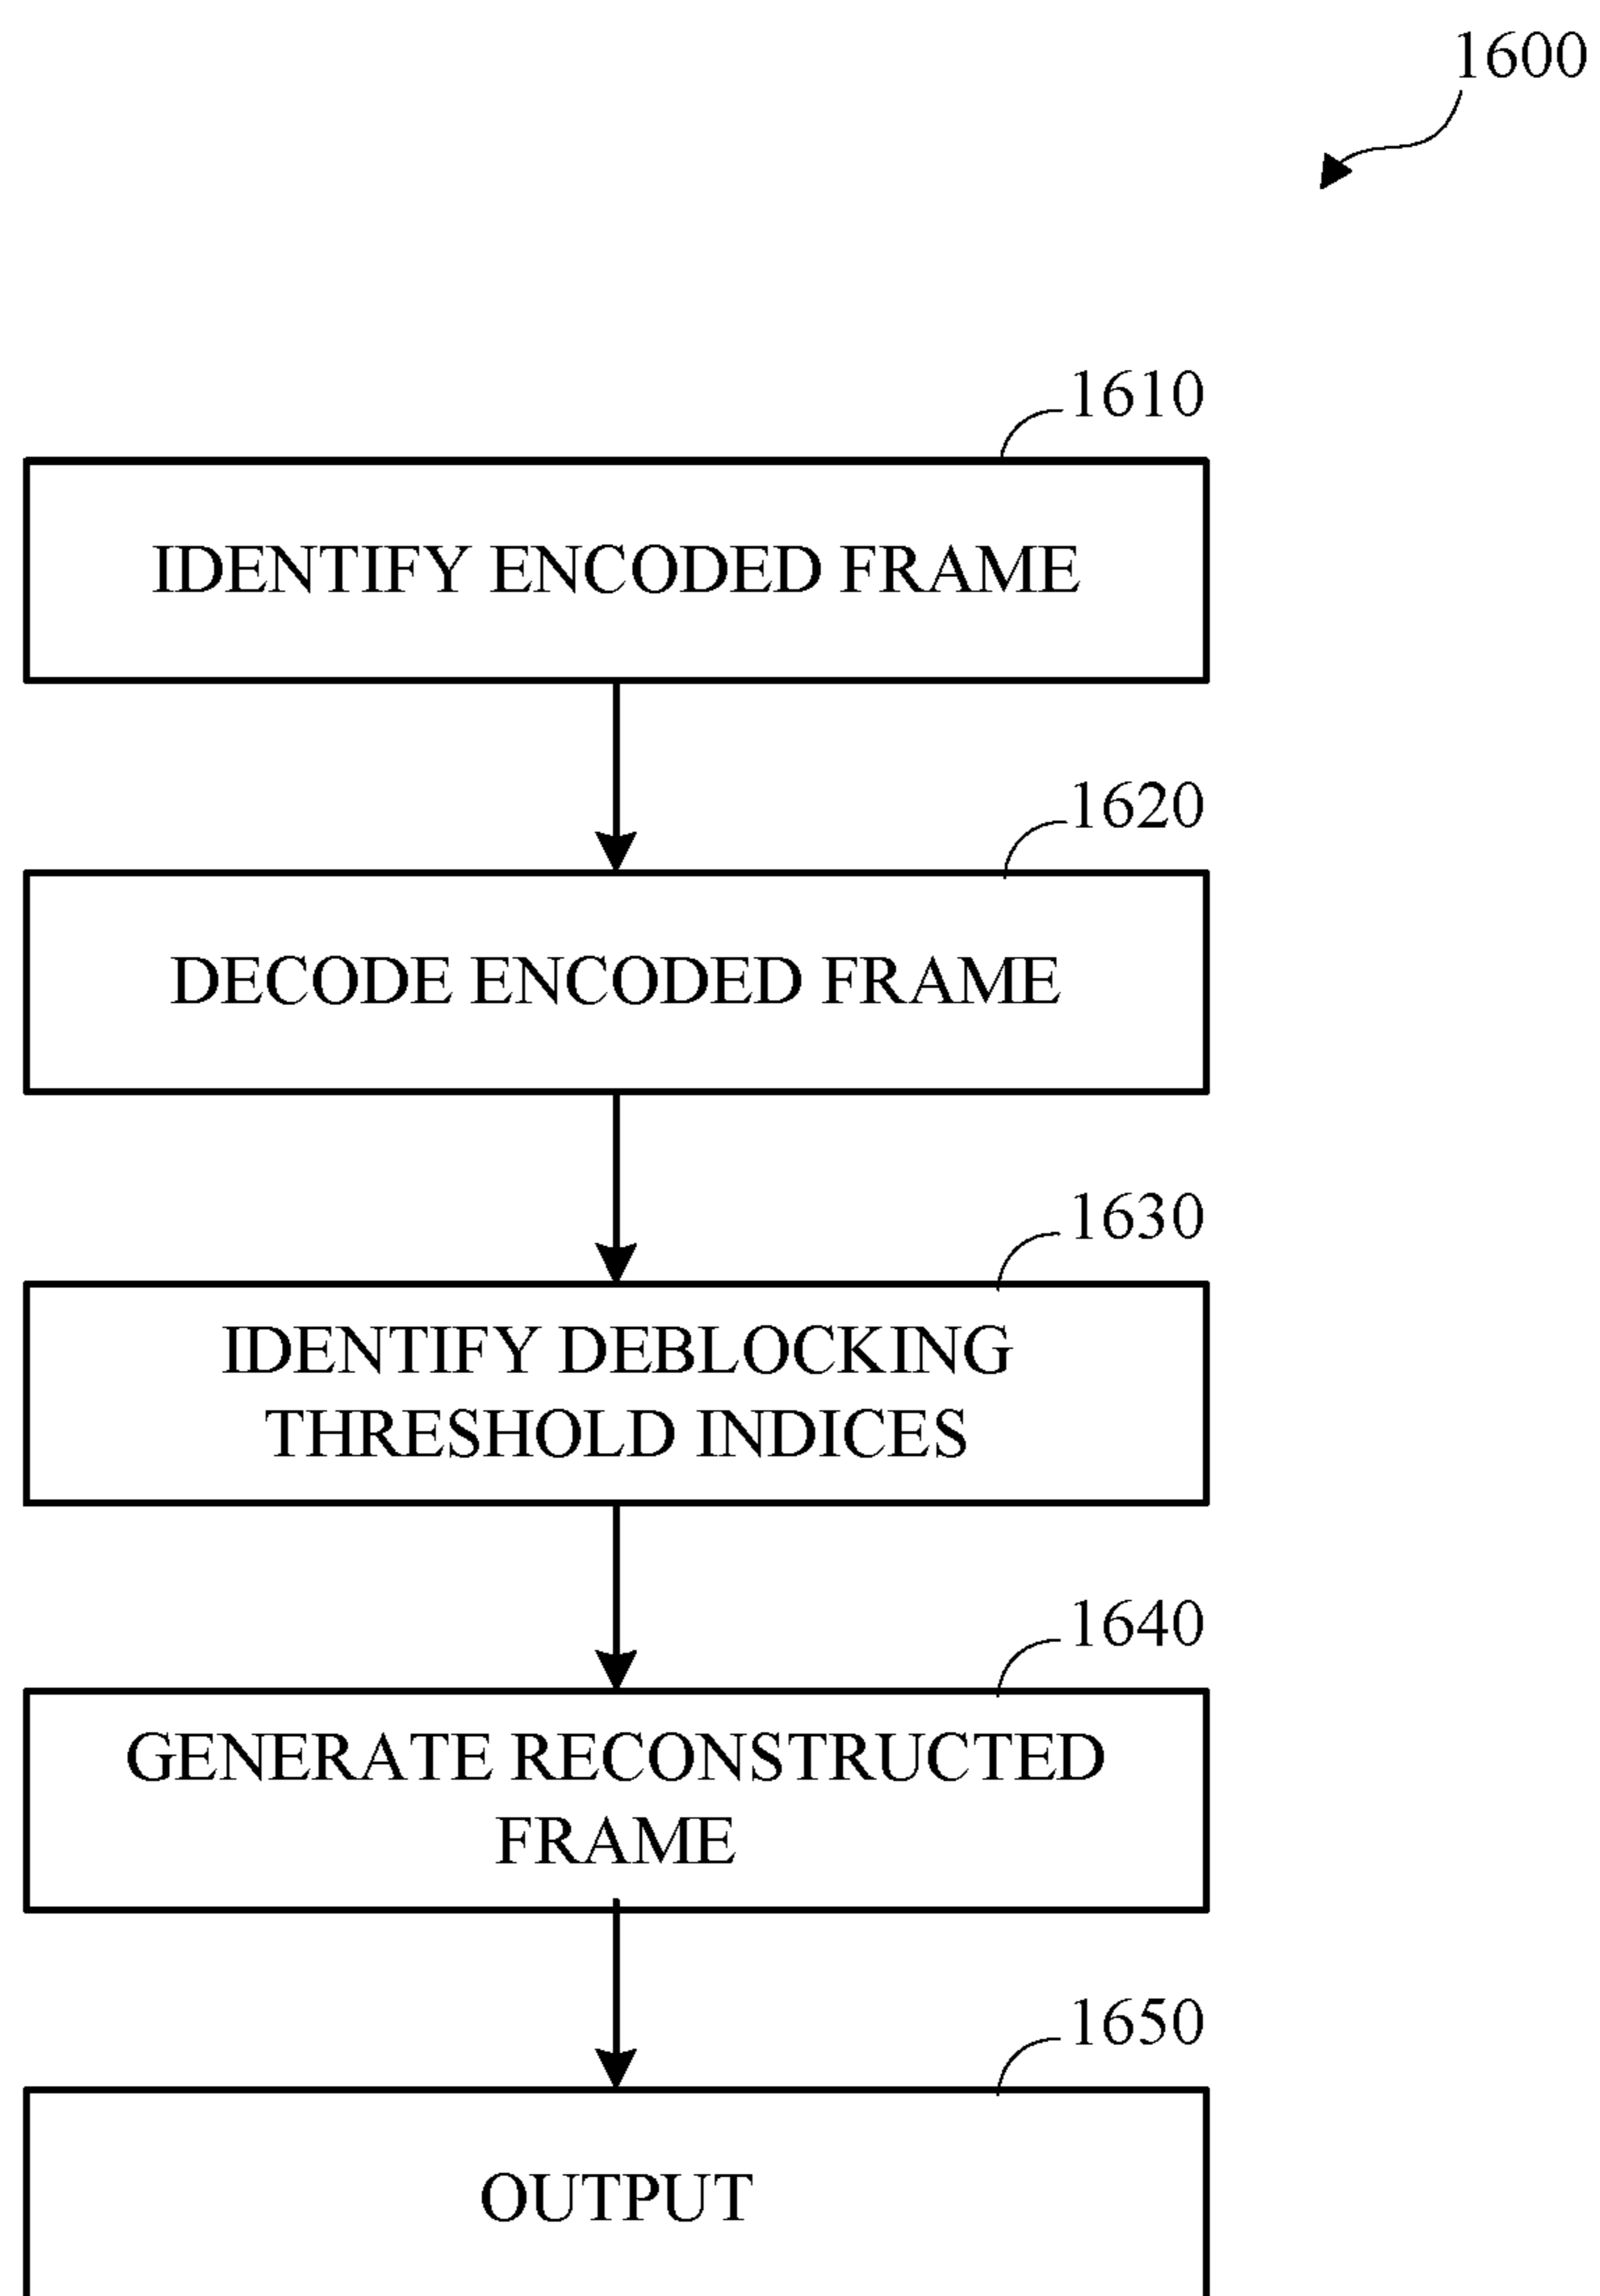 1600
1610
IDENTIFY ENCODED FRAME
1620
DECODE ENCODED FRAME
1630
IDENTIFY DEBLOCKING
THRESHOLD INDICES
1640
GENERATE RECONSTRUCTED
FRAME
1650
OUTPUT